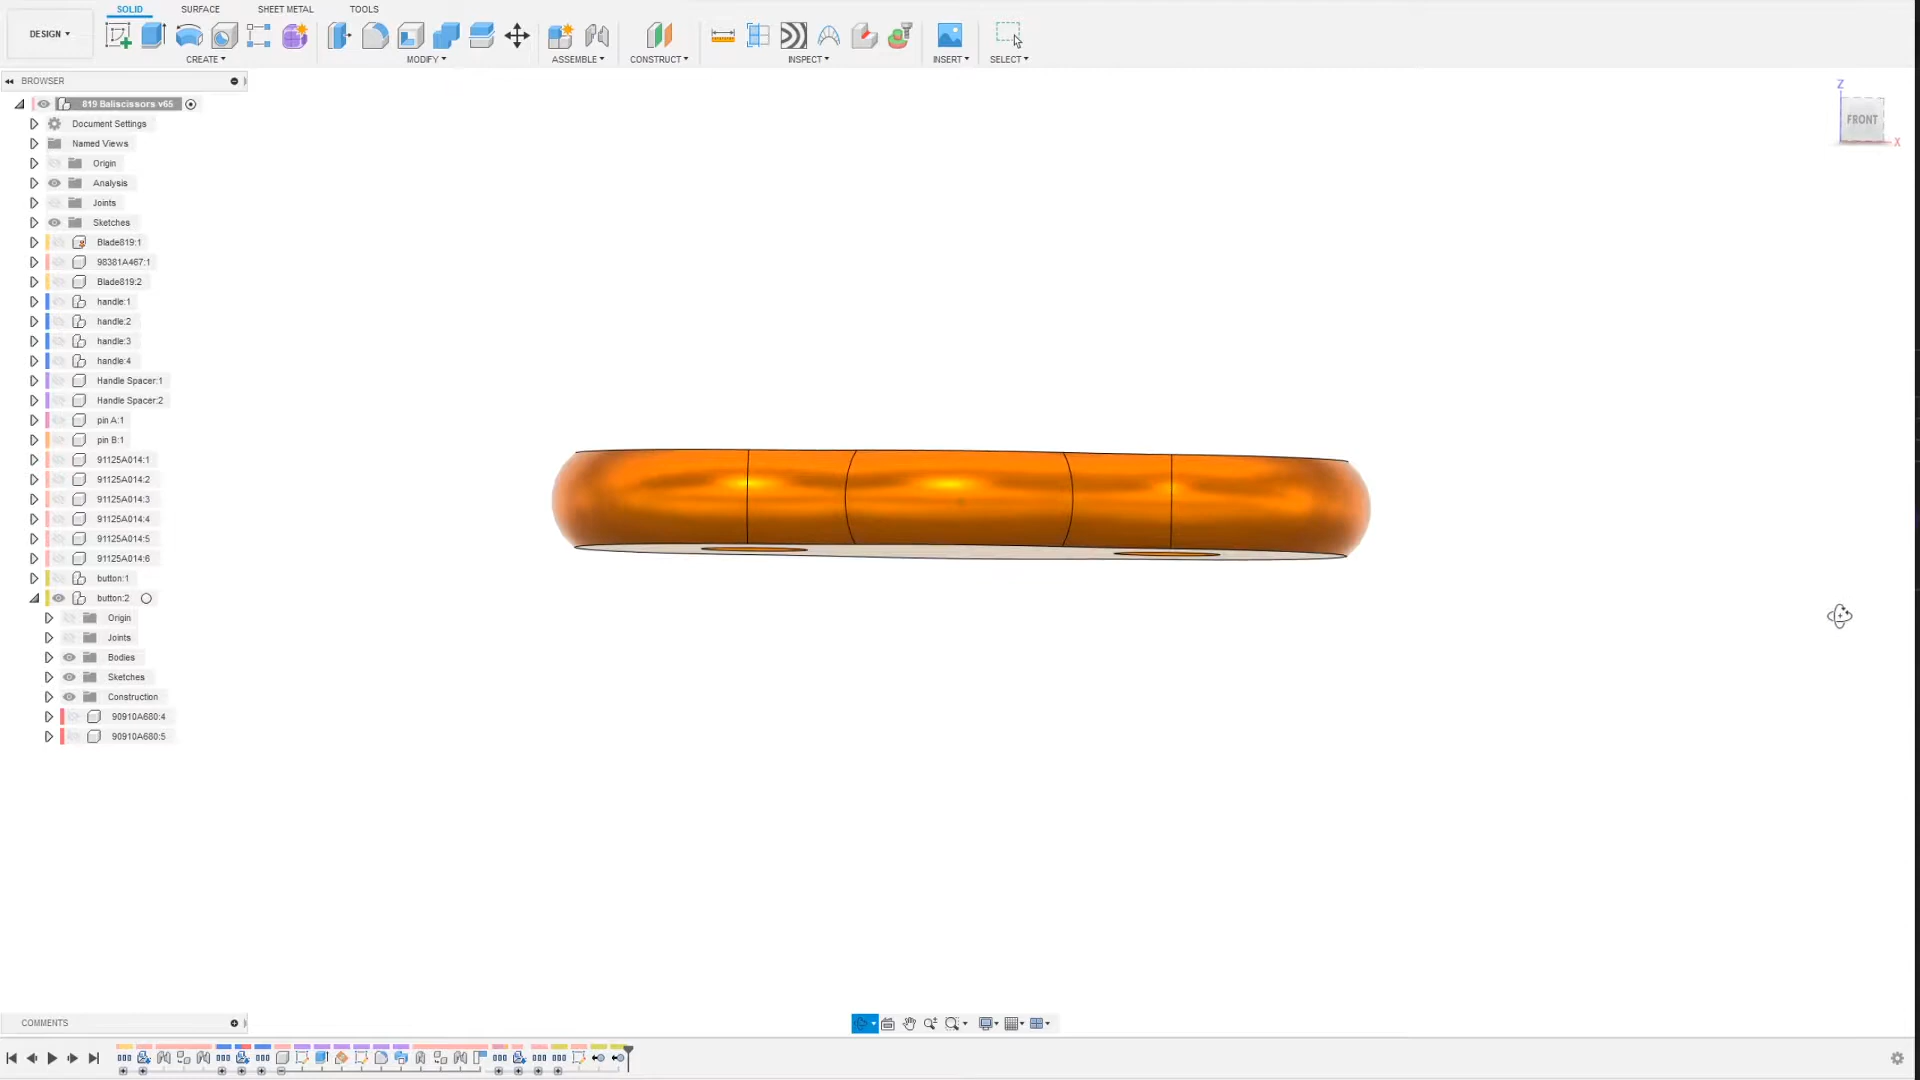 SOLID SURFACE SHEET METAL TOOLS
DESIGN
CREATE MODIFY ASSEMBLE CONSTRUCT INSPECT INSERT SELECT
BROWSER
819 Baliscissors v65
Document Settings
Named Views
Origin
Analysis
Joints
Sketches
Blade819:1
98381A467:1
Blade819:2
handle:1
handle:2
handle:3
handle:4
Handle Spacer:1
Handle Spacer:2
pin A:1
pin B:1
91125A014:1
91125A014:2
91125A014:3
91125A014:4
91125A014:5
91125A014:6
button:1
button:2
Origin
Joints
Bodies
Sketches
Construction
90910A680:4
90910A680:5
Z
FRONT
X
COMMENTS